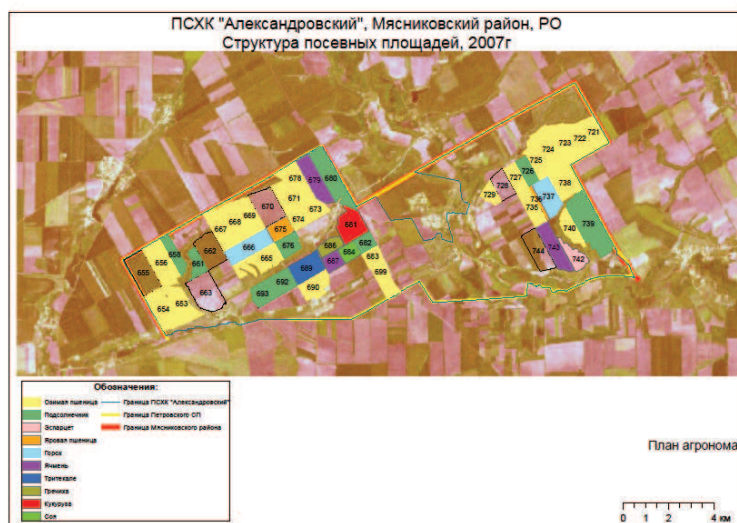 ПСХК "Александровский", Мясниковский район, РО
Структура посевных площадей, 2007г
721
722
723
724
725
726
727
728
729
738
737
736
735
739
740
743
742
744
678
679
680
671
673
670
674
669
668
667
675
676
681
682
683
684
686
687
689
690
692
693
699
666
665
662
661
663
658
656
655
654
653
Обозначения:
Озимая пшеница
Подсолнечник
Эспарцет
Яровая пшеница
Горох
Ячмень
Тритекале
Гречиха
Кукуруза
Соя
Граница ПСХК "Александровский"
Граница Петровского СП
Граница Мясниковского района
План агронома
0 1 2 4 км